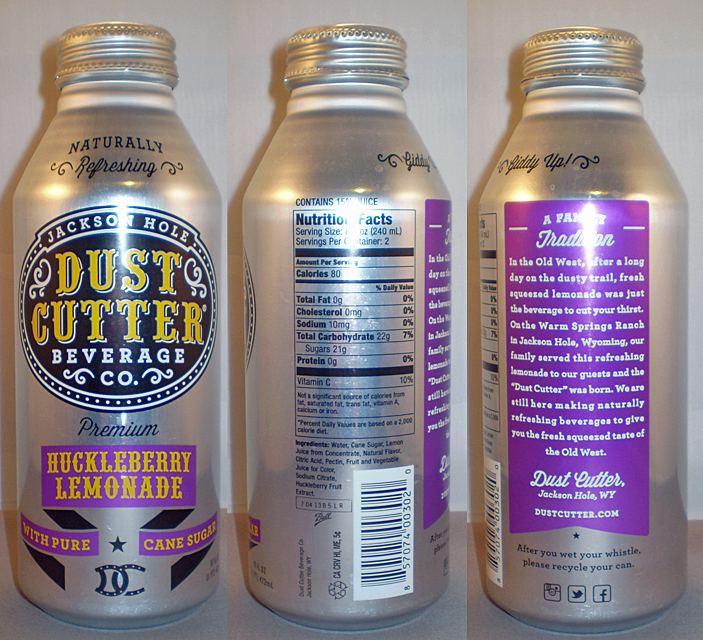 NATURALLY
Refreshing
JACKSON HOLE
DUST
CUTTER®
BEVERAGE
CO.
Premium
HUCKLEBERRY
LEMONADE
WITH PURE ★ CANE SUGAR
DC
Giddy
CONTAINS 15% JUICE
Nutrition Facts
Serving Size: 8 oz (240 mL)
Servings Per Container: 2
Amount Per Serving
Calories 80
% Daily Value
Total Fat 0g 0%
Cholesterol 0mg 0%
Sodium 10mg 0%
Total Carbohydrate 22g 7%
Sugars 21g
Protein 0g 0%
Vitamin C 10%
Not a significant source of calories from
fat, saturated fat, trans fat, vitamin A,
calcium or iron.
*Percent Daily Values are based on a 2,000
calorie diet.
Ingredients: Water, Cane Sugar, Lemon
Juice from Concentrate, Natural Flavor,
Citric Acid, Pectin, Fruit and Vegetable
Juice for Color,
Sodium Citrate,
Huckleberry Fruit
Extract.
Ball
Dust Cutter Beverage Co.
Jackson Hole, WY
CA CRV HI, ME, 5¢
8 57074 00302 0
Giddy Up!
A FAMILY
Tradition
In the Old West, after a long
day on the dusty trail, fresh
squeezed lemonade was just
the beverage to cut your thirst.
On the Warm Springs Ranch
in Jackson Hole, Wyoming, our
family served this refreshing
lemonade to our guests and the
"Dust Cutter" was born. We are
still here making naturally
refreshing beverages to give
you the fresh squeezed taste of
the Old West.
Dust Cutter,
Jackson Hole, WY
DUSTCUTTER.COM
After you wet your whistle,
please recycle your can.